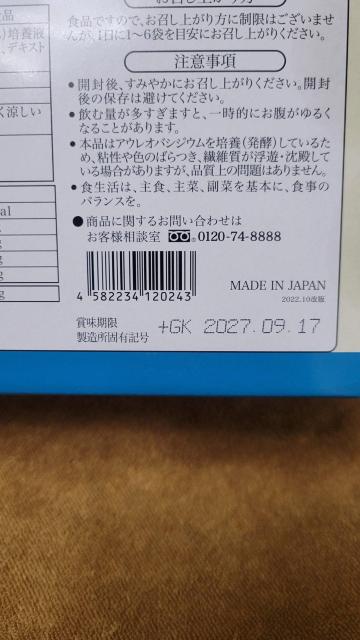 食品ですので、お召し上がり方に制限はございませ
んが、1日に1〜6袋を目安にお召し上がりください。
注意事項
●開封後、すみやかにお召し上がりください。開封
後の保存は避けてください。
●飲む量が多すぎますと、一時的にお腹がゆるく
なることがあります。
●本品はアウレオバシジウムを培養(発酵)しているた
め、粘性や色のばらつき、繊維質が浮遊・沈殿して
いる場合がありますが、品質上の問題はありません。
●食生活は、主食、主菜、副菜を基本に、食事の
バランスを。
●商品に関するお問い合わせは
お客様相談室 0120-74-8888
4 582234 120243
MADE IN JAPAN
2022.10改版
賞味期限
製造所固有記号
+GK 2027.09.17
品
)培養液
、デキスト
く涼しい
al
g
g
g
g